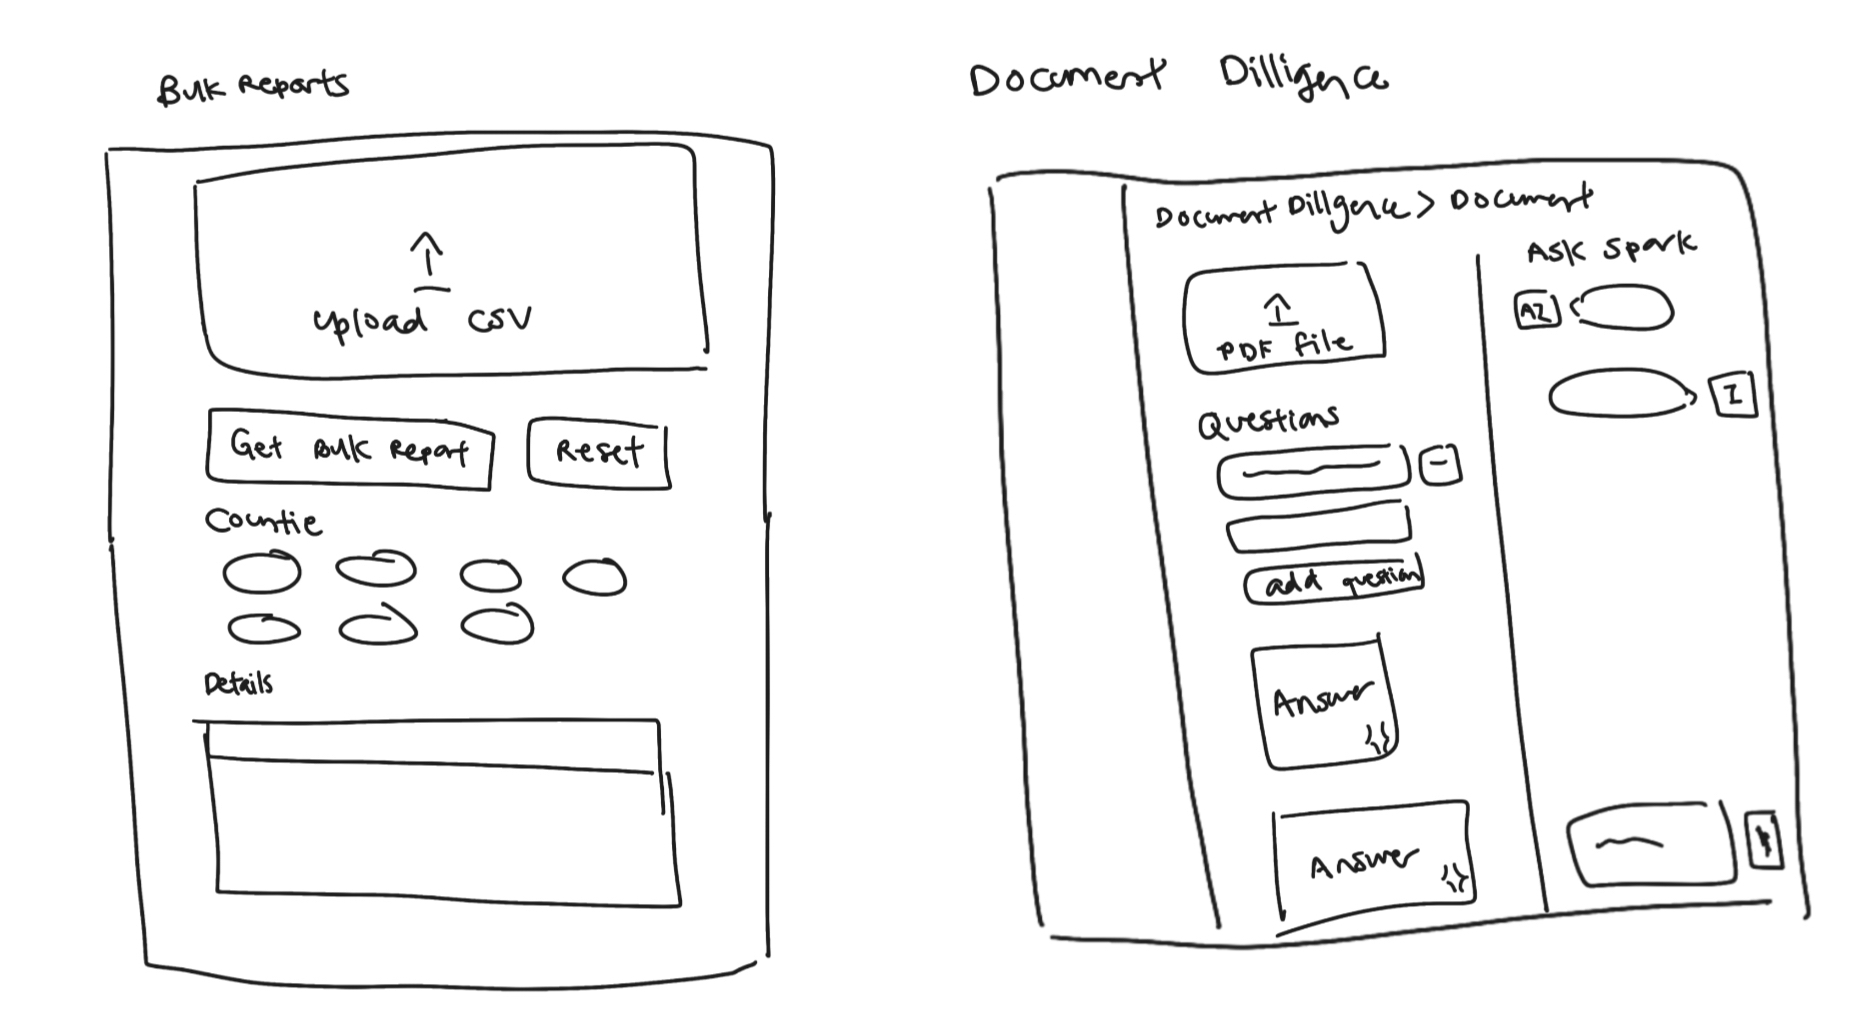 Bulk Reports
upload CSV
Get Bulk Report
Reset
Countie
Details
Document Dilligence
Document Dillgence > Document
PDF file
Questions
add question
Answer
Answer
Ask Spark
AI
I